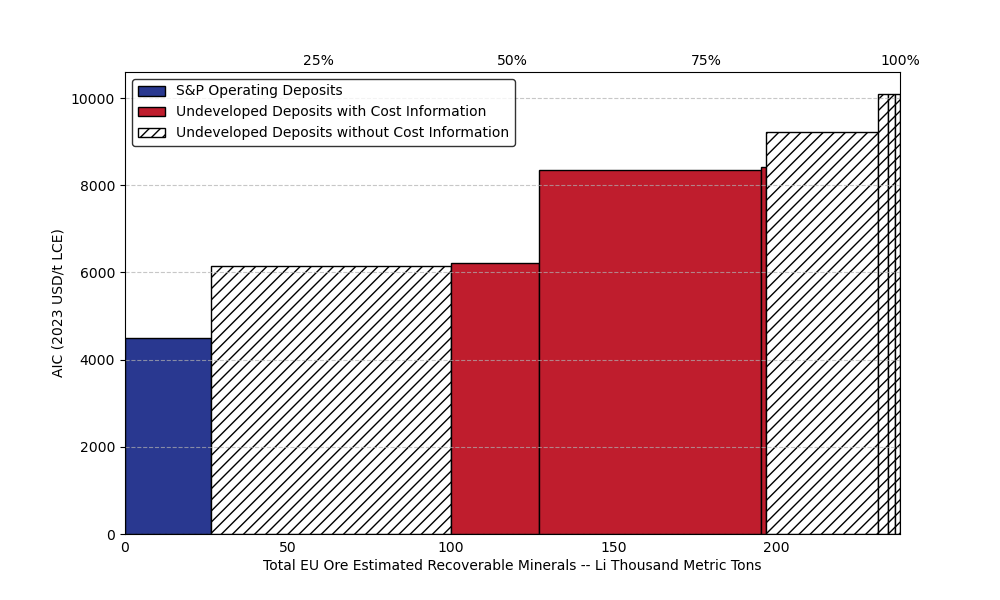 25% 50% 75% 100%
S&P Operating Deposits
Undeveloped Deposits with Cost Information
Undeveloped Deposits without Cost Information
10000
8000
6000
4000
2000
0
AIC (2023 USD/t LCE)
0 50 100 150 200
Total EU Ore Estimated Recoverable Minerals -- Li Thousand Metric Tons